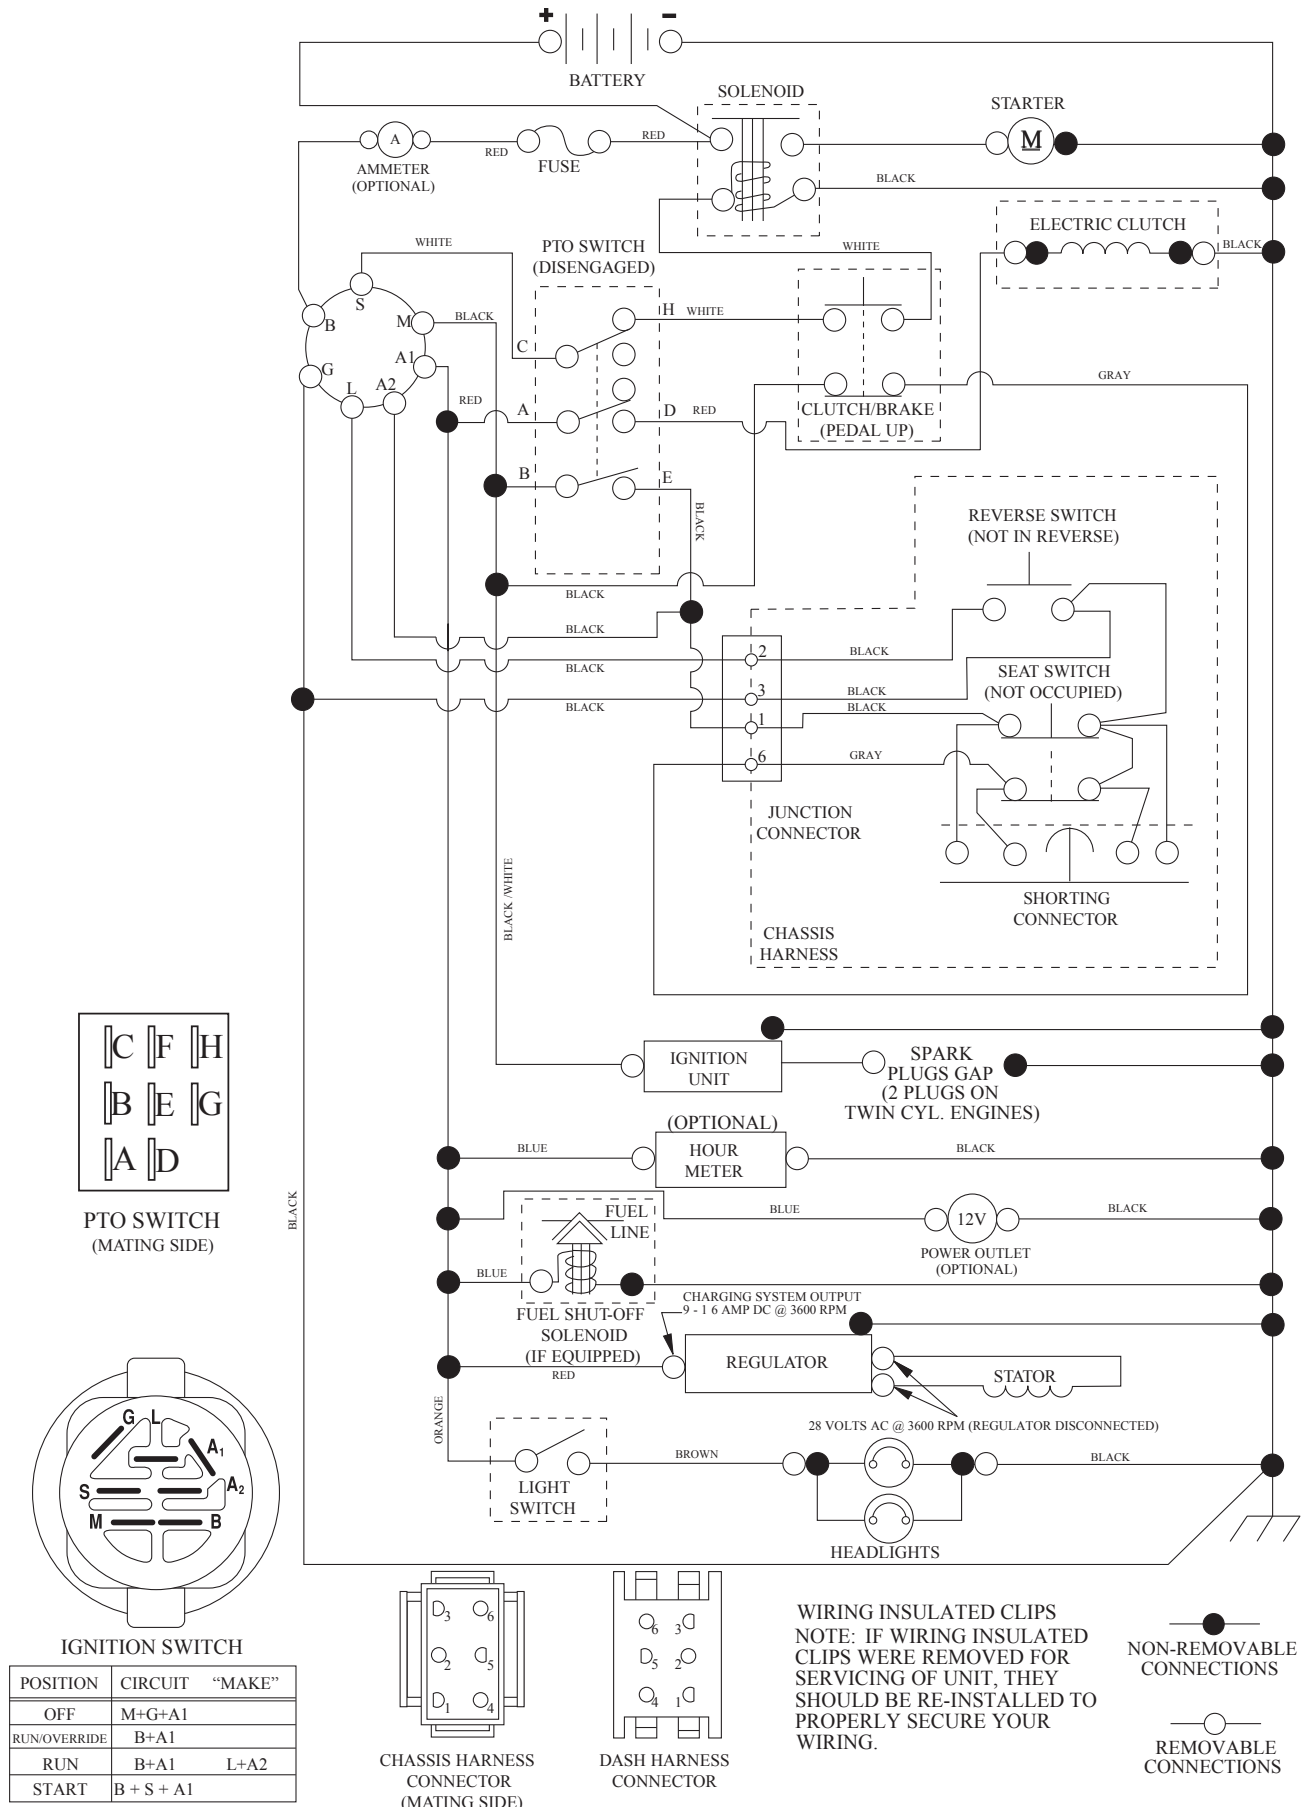 + −
BATTERY
SOLENOID
STARTER
A
RED
FUSE
RED
M
AMMETER
(OPTIONAL)
BLACK
ELECTRIC CLUTCH
BLACK
WHITE
PTO SWITCH
(DISENGAGED)
WHITE
S
B
M
BLACK
H WHITE
C
G
A1
L
A2
GRAY
RED
A
D RED
CLUTCH/BRAKE
(PEDAL UP)
B
E
BLACK
REVERSE SWITCH
(NOT IN REVERSE)
BLACK
BLACK
2
BLACK
BLACK
SEAT SWITCH
(NOT OCCUPIED)
3
BLACK
BLACK
BLACK
1
6
GRAY
JUNCTION
CONNECTOR
BLACK /WHITE
SHORTING
CONNECTOR
CHASSIS
HARNESS
C F H
B E G
A D
PTO SWITCH
(MATING SIDE)
IGNITION
UNIT
SPARK
PLUGS GAP
(2 PLUGS ON
TWIN CYL. ENGINES)
(OPTIONAL)
HOUR
METER
BLUE
BLACK
BLACK
FUEL
LINE
BLUE
12V
BLACK
POWER OUTLET
(OPTIONAL)
BLUE
FUEL SHUT-OFF
SOLENOID
(IF EQUIPPED)
CHARGING SYSTEM OUTPUT
9 - 1 6 AMP DC @ 3600 RPM
REGULATOR
RED
STATOR
28 VOLTS AC @ 3600 RPM (REGULATOR DISCONNECTED)
ORANGE
LIGHT
SWITCH
BROWN
BLACK
HEADLIGHTS
G L
A1
S
A2
M B
IGNITION SWITCH
POSITION CIRCUIT “MAKE”
OFF M+G+A1
RUN/OVERRIDE B+A1
RUN B+A1 L+A2
START B + S + A1
3 6
2 5
1 4
CHASSIS HARNESS
CONNECTOR
(MATING SIDE)
6 3
5 2
4 1
DASH HARNESS
CONNECTOR
WIRING INSULATED CLIPS
NOTE: IF WIRING INSULATED
CLIPS WERE REMOVED FOR
SERVICING OF UNIT, THEY
SHOULD BE RE-INSTALLED TO
PROPERLY SECURE YOUR
WIRING.
NON-REMOVABLE
CONNECTIONS
REMOVABLE
CONNECTIONS